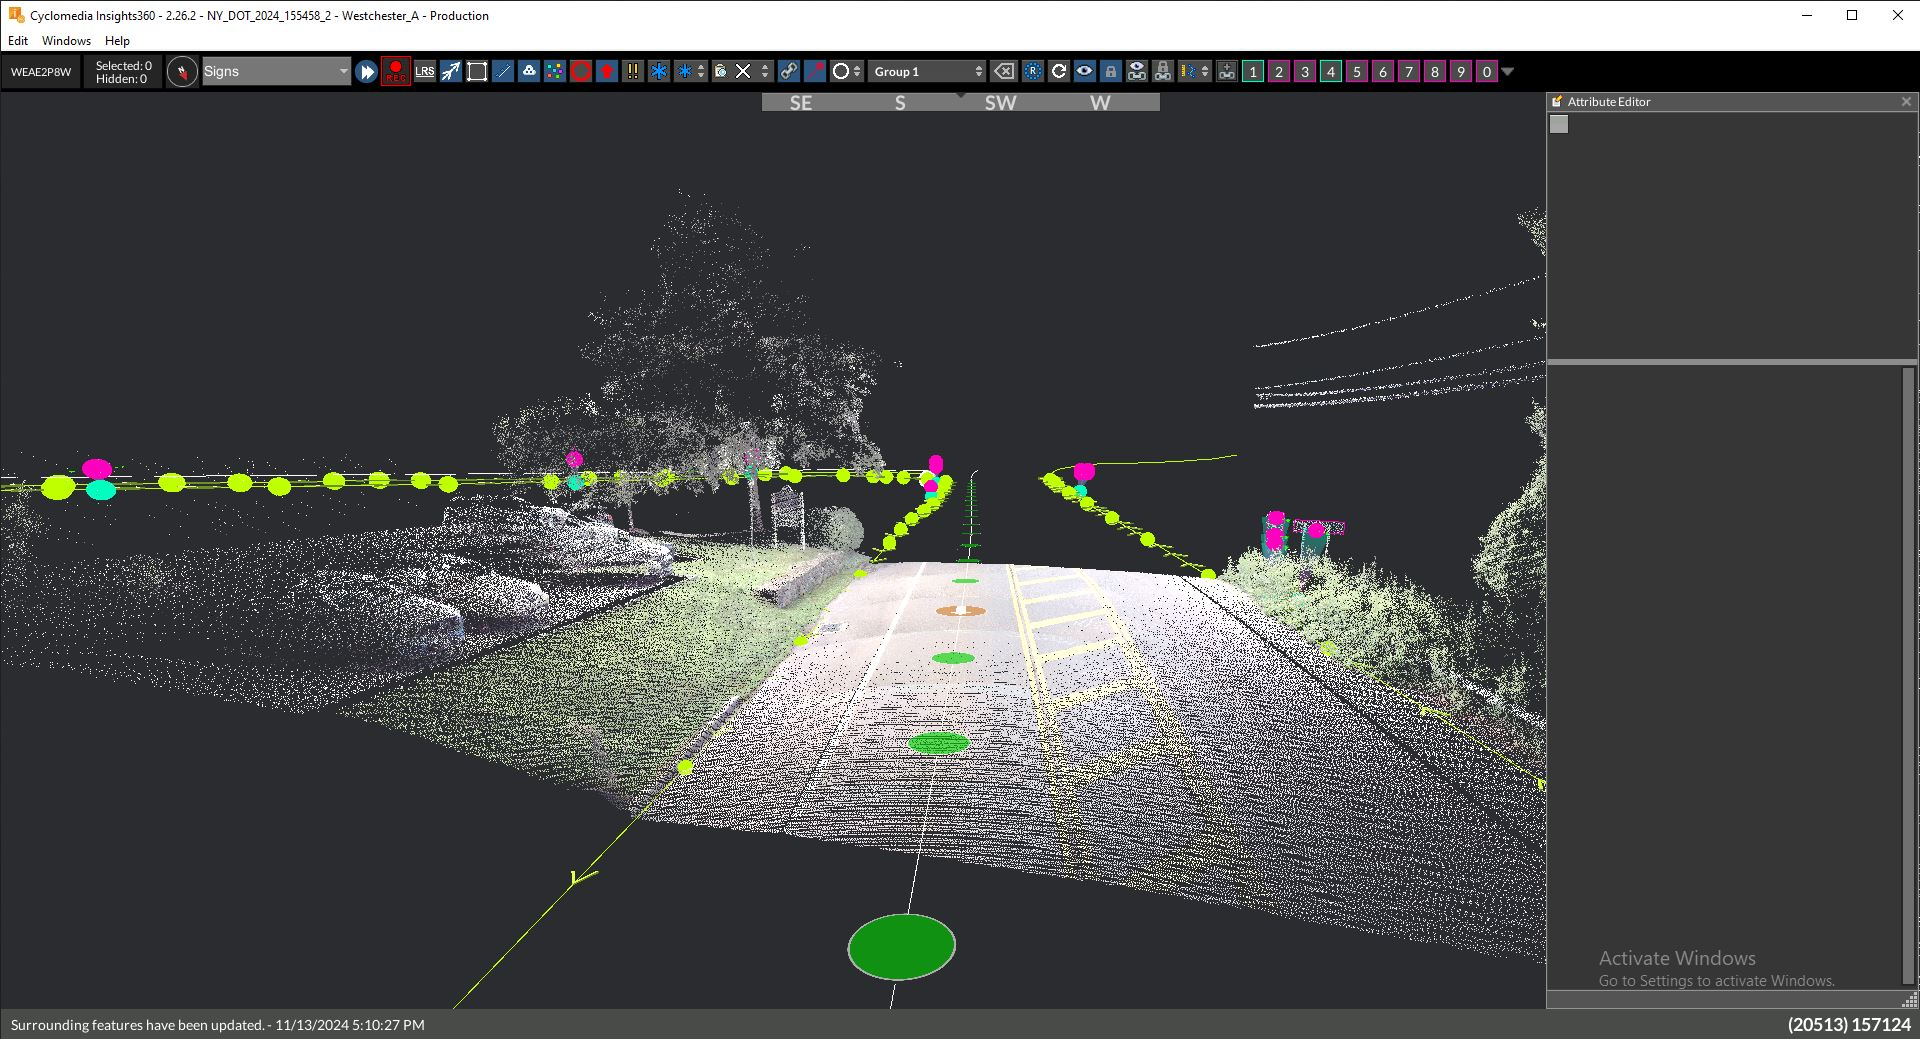 Cyclomedia Insights360 - 2.26.2 - NY_DOT_2024_155458_2 - Westchester_A - Production
Edit Windows Help
WEAE2P8W
Selected: 0
Hidden: 0
Signs
REC
LRS
Group 1
R
1 2 3 4 5 6 7 8 9 0
SE S SW W
Attribute Editor
Activate Windows
Go to Settings to activate Windows.
Surrounding features have been updated. - 11/13/2024 5:10:27 PM
(20513) 157124